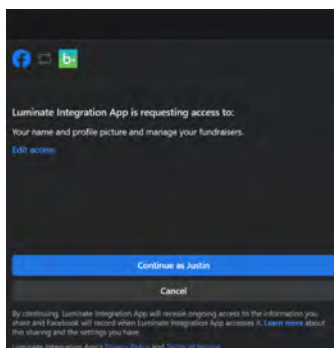 b.
Luminate Integration App is requesting access to:
Your name and profile picture and manage your fundraisers.
Edit access
Continue as Justin
Cancel
By continuing, Luminate Integration App will receive ongoing access to the information you
share and Facebook will record when Luminate Integration App accesses it. Learn more about
this sharing and the settings you have.
Luminate Integration App's Privacy Policy and Terms of Service